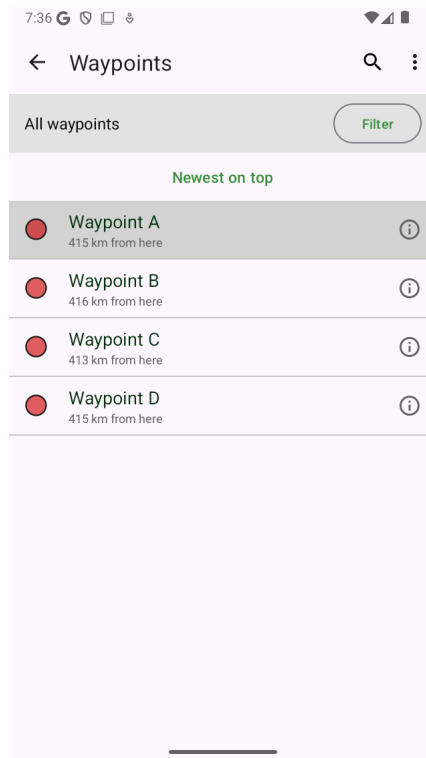 7:36
Waypoints
All waypoints
Filter
Newest on top
Waypoint A
415 km from here
Waypoint B
416 km from here
Waypoint C
413 km from here
Waypoint D
415 km from here